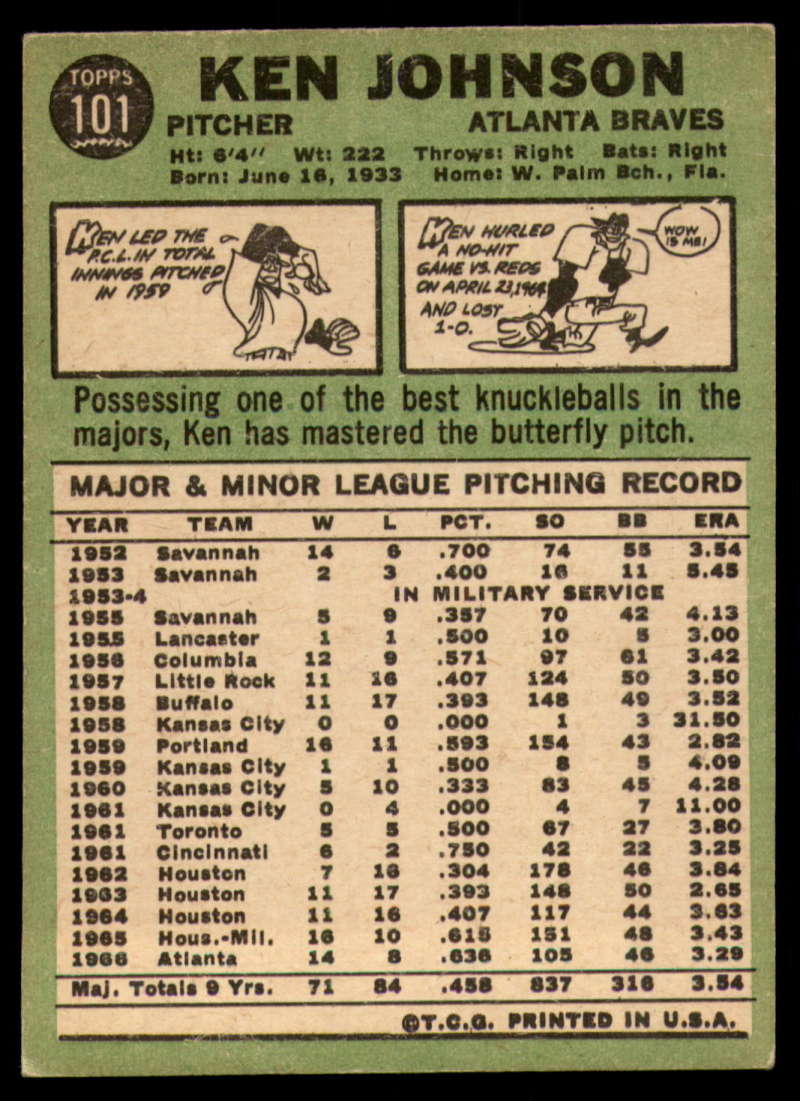 TOPPS
101
KEN JOHNSON
PITCHER ATLANTA BRAVES
Ht: 6'4" Wt: 222 Throws: Right Bats: Right
Born: June 16, 1933 Home: W. Palm Bch., Fla.
KEN LED THE
P.C.L. IN TOTAL
INNINGS PITCHED
IN 1959
KEN HURLED
A NO-HIT
GAME VS. REDS
ON APRIL 23, 1964
AND LOST
1-0.
WOW
IS ME!
Possessing one of the best knuckleballs in the
majors, Ken has mastered the butterfly pitch.
MAJOR & MINOR LEAGUE PITCHING RECORD
YEAR TEAM W L PCT. SO BB ERA
1952 Savannah 14 6 .700 74 55 3.54
1953 Savannah 2 3 .400 16 11 5.45
1953-4 IN MILITARY SERVICE
1955 Savannah 5 9 .357 70 42 4.13
1955 Lancaster 1 1 .500 10 5 3.00
1956 Columbia 12 9 .571 97 61 3.42
1957 Little Rock 11 16 .407 124 50 3.50
1958 Buffalo 11 17 .393 148 49 3.52
1958 Kansas City 0 0 .000 1 3 31.50
1959 Portland 16 11 .593 154 43 2.82
1959 Kansas City 1 1 .500 8 5 4.09
1960 Kansas City 5 10 .333 83 45 4.28
1961 Kansas City 0 4 .000 4 7 11.00
1961 Toronto 5 5 .500 67 27 3.80
1961 Cincinnati 6 2 .750 42 22 3.25
1962 Houston 7 16 .304 178 46 3.84
1963 Houston 11 17 .393 148 50 2.65
1964 Houston 11 16 .407 117 44 3.63
1965 Hous.-Mil. 16 10 .615 151 48 3.43
1966 Atlanta 14 8 .636 105 46 3.29
Maj. Totals 9 Yrs. 71 84 .458 837 316 3.54
©T.C.G. PRINTED IN U.S.A.